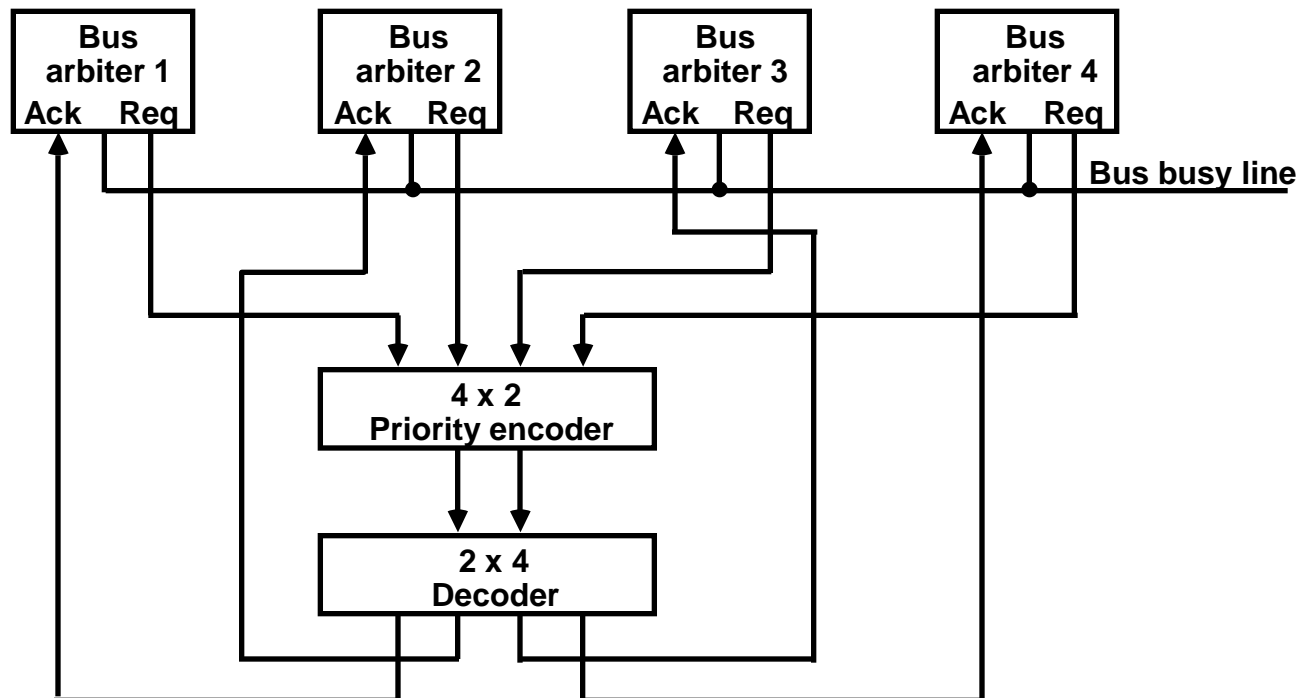 Bus
arbiter 1
Ack Req
Bus
arbiter 2
Ack Req
Bus
arbiter 3
Ack Req
Bus
arbiter 4
Ack Req
Bus busy line
4 x 2
Priority encoder
2 x 4
Decoder